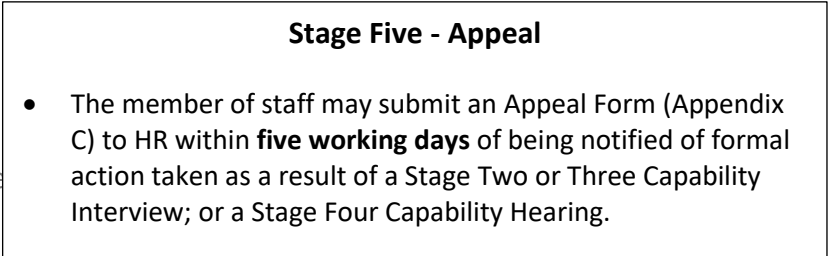 Stage Five - Appeal
• The member of staff may submit an Appeal Form (Appendix
C) to HR within five working days of being notified of formal
action taken as a result of a Stage Two or Three Capability
Interview; or a Stage Four Capability Hearing.